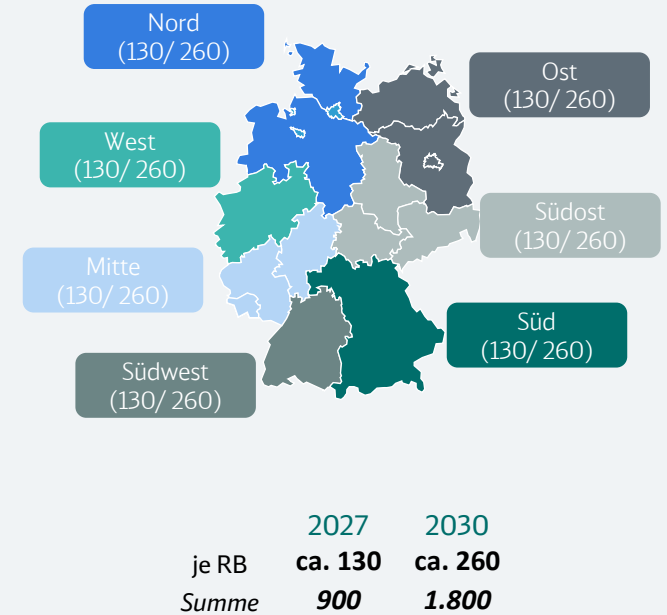 Nord
(130/ 260)
Ost
(130/ 260)
West
(130/ 260)
Südost
(130/ 260)
Mitte
(130/ 260)
Süd
(130/ 260)
Südwest
(130/ 260)
2027 2030
je RB ca. 130 ca. 260
Summe 900 1.800